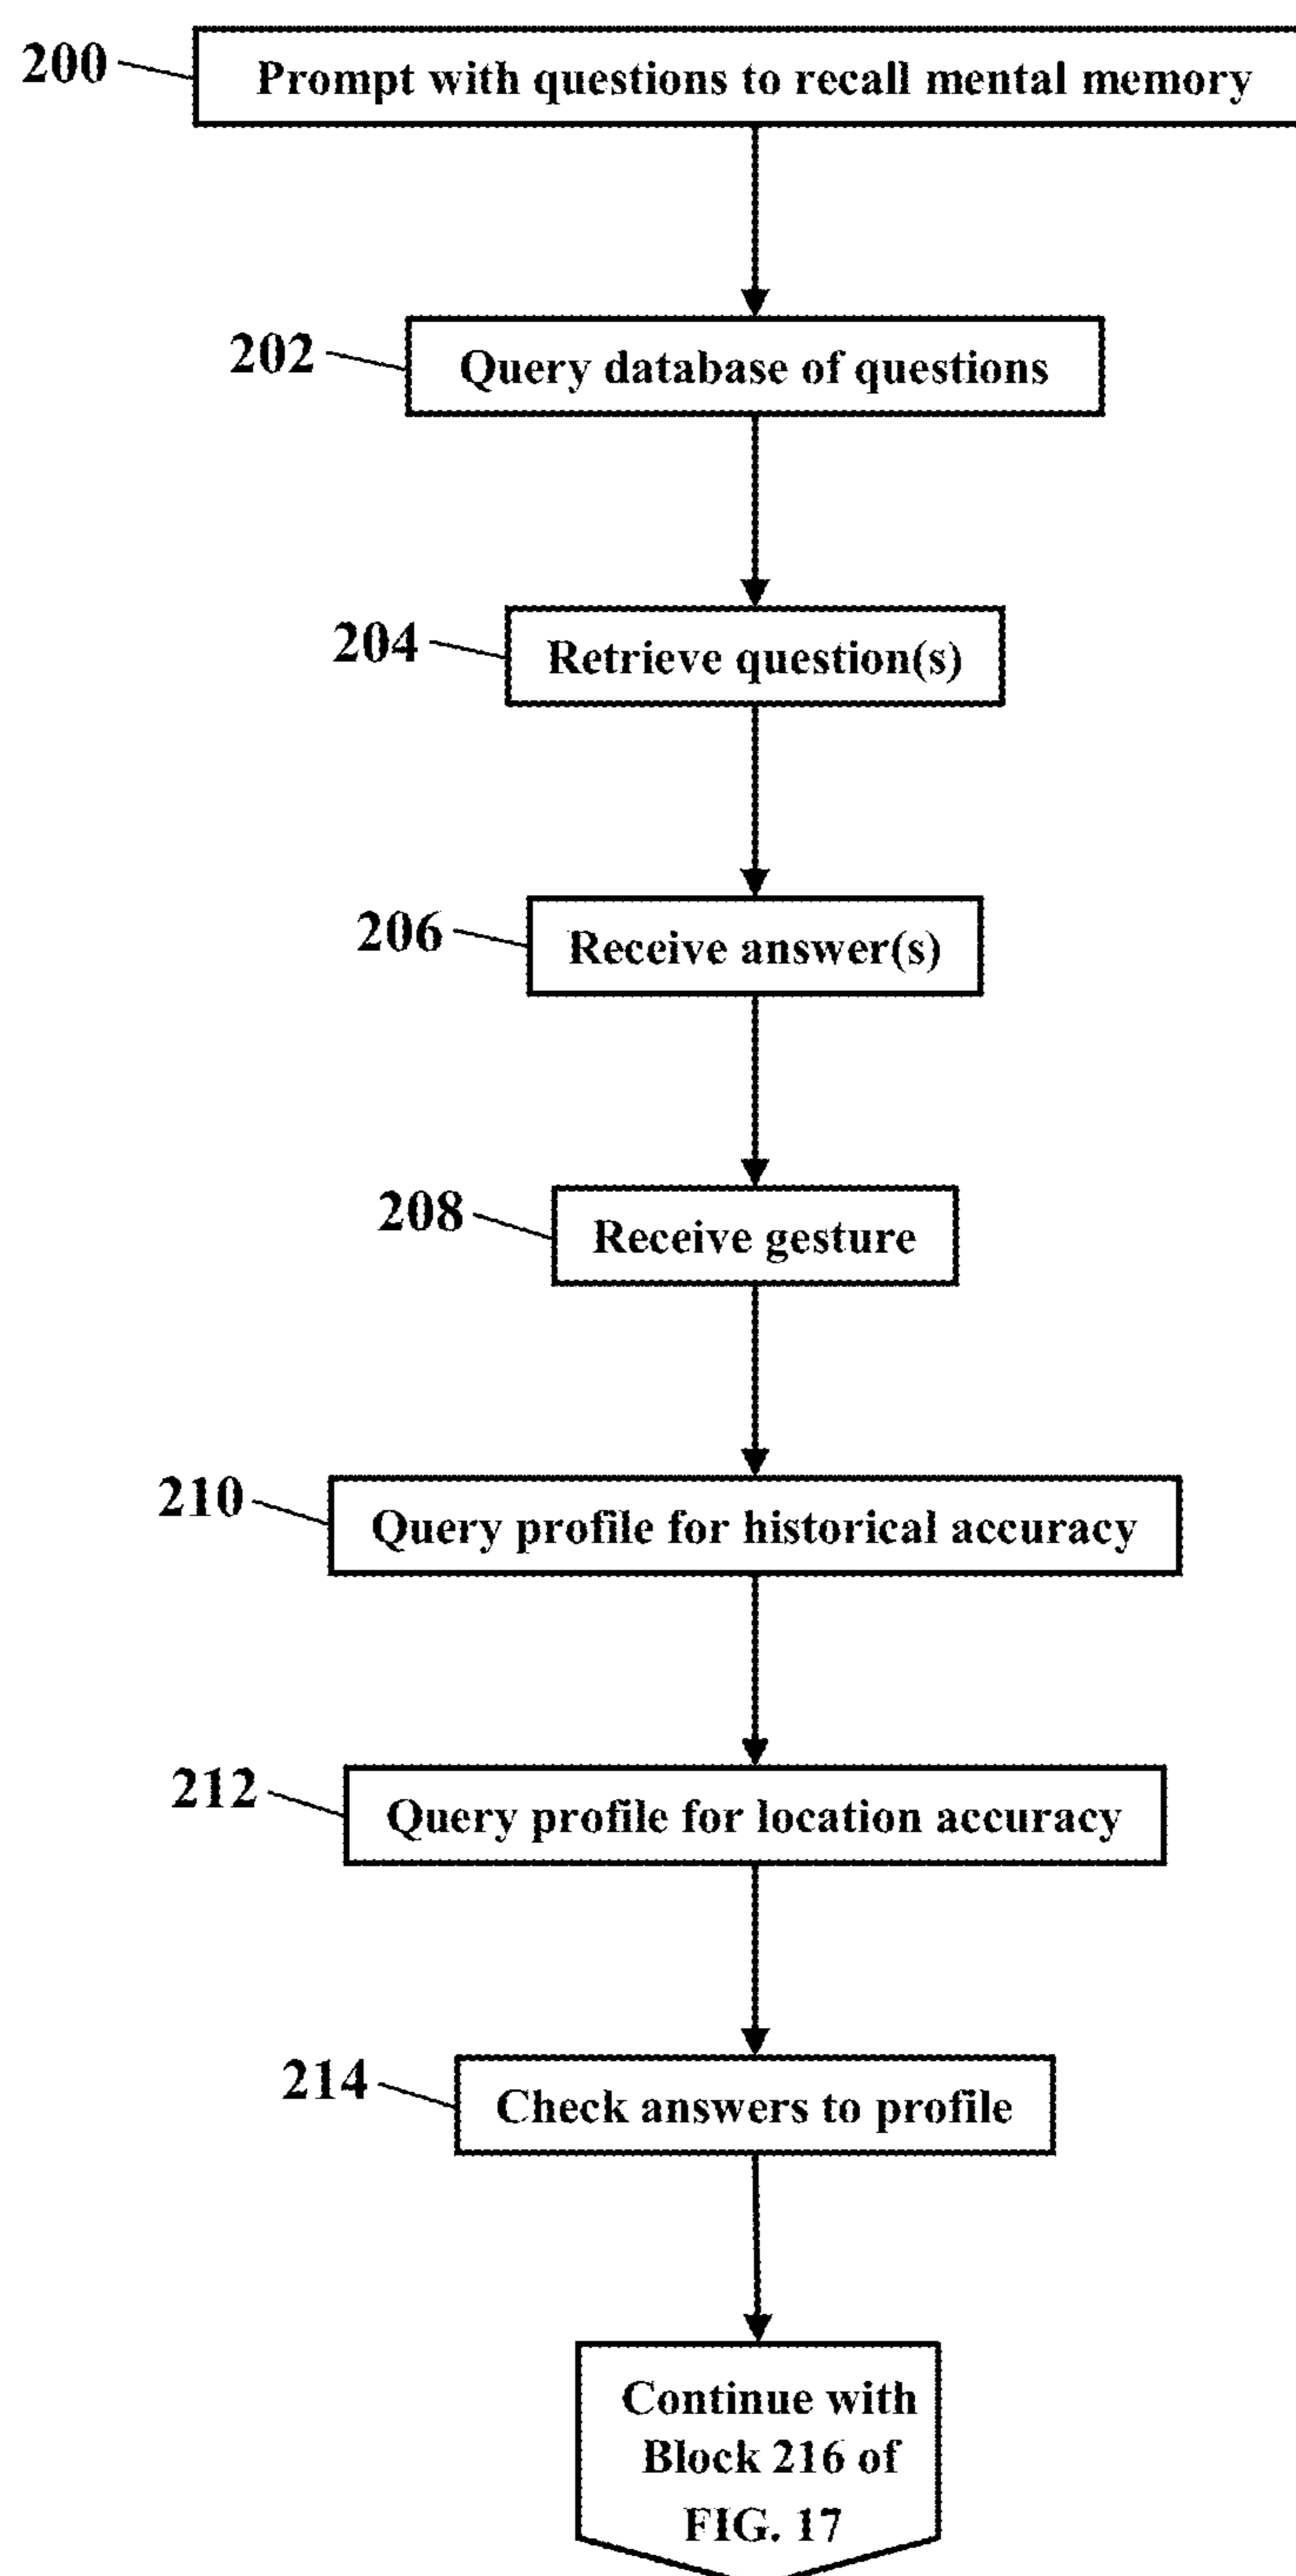 200 Prompt with questions to recall mental memory
202 Query database of questions
204 Retrieve question(s)
206 Receive answer(s)
208 Receive gesture
210 Query profile for historical accuracy
212 Query profile for location accuracy
214 Check answers to profile
Continue with
Block 216 of
FIG. 17